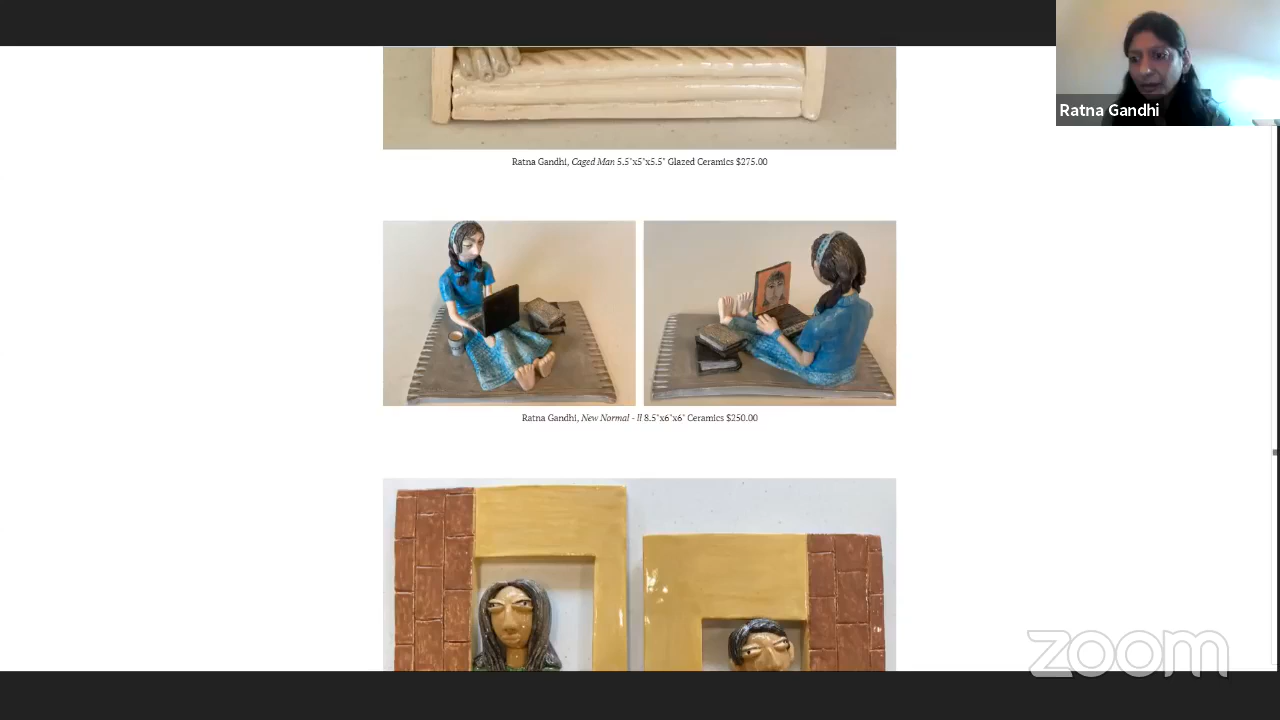 Ratna Gandhi
Ratna Gandhi, Caged Man 5.5"x5"x5.5" Glazed Ceramics $275.00
Ratna Gandhi, New Normal - ll 8.5"x6"x6" Ceramics $250.00
zoom